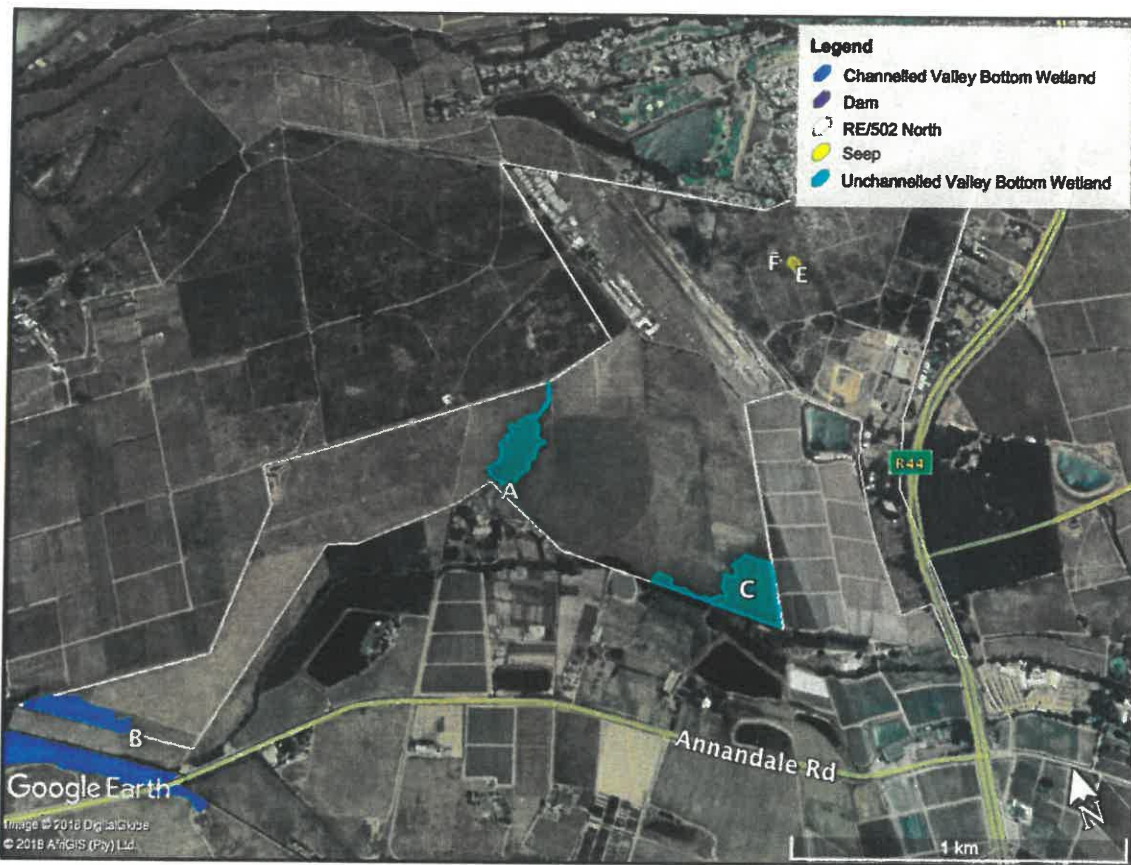 Legend
Channelled Valley Bottom Wetland
Dam
RE/502 North
Seep
Unchannelled Valley Bottom Wetland
F
E
R44
A
C
B
Annandale Rd
Google Earth
Image © 2018 DigitalGlobe
© 2018 AfriGIS (Pty) Ltd.
1 km
N